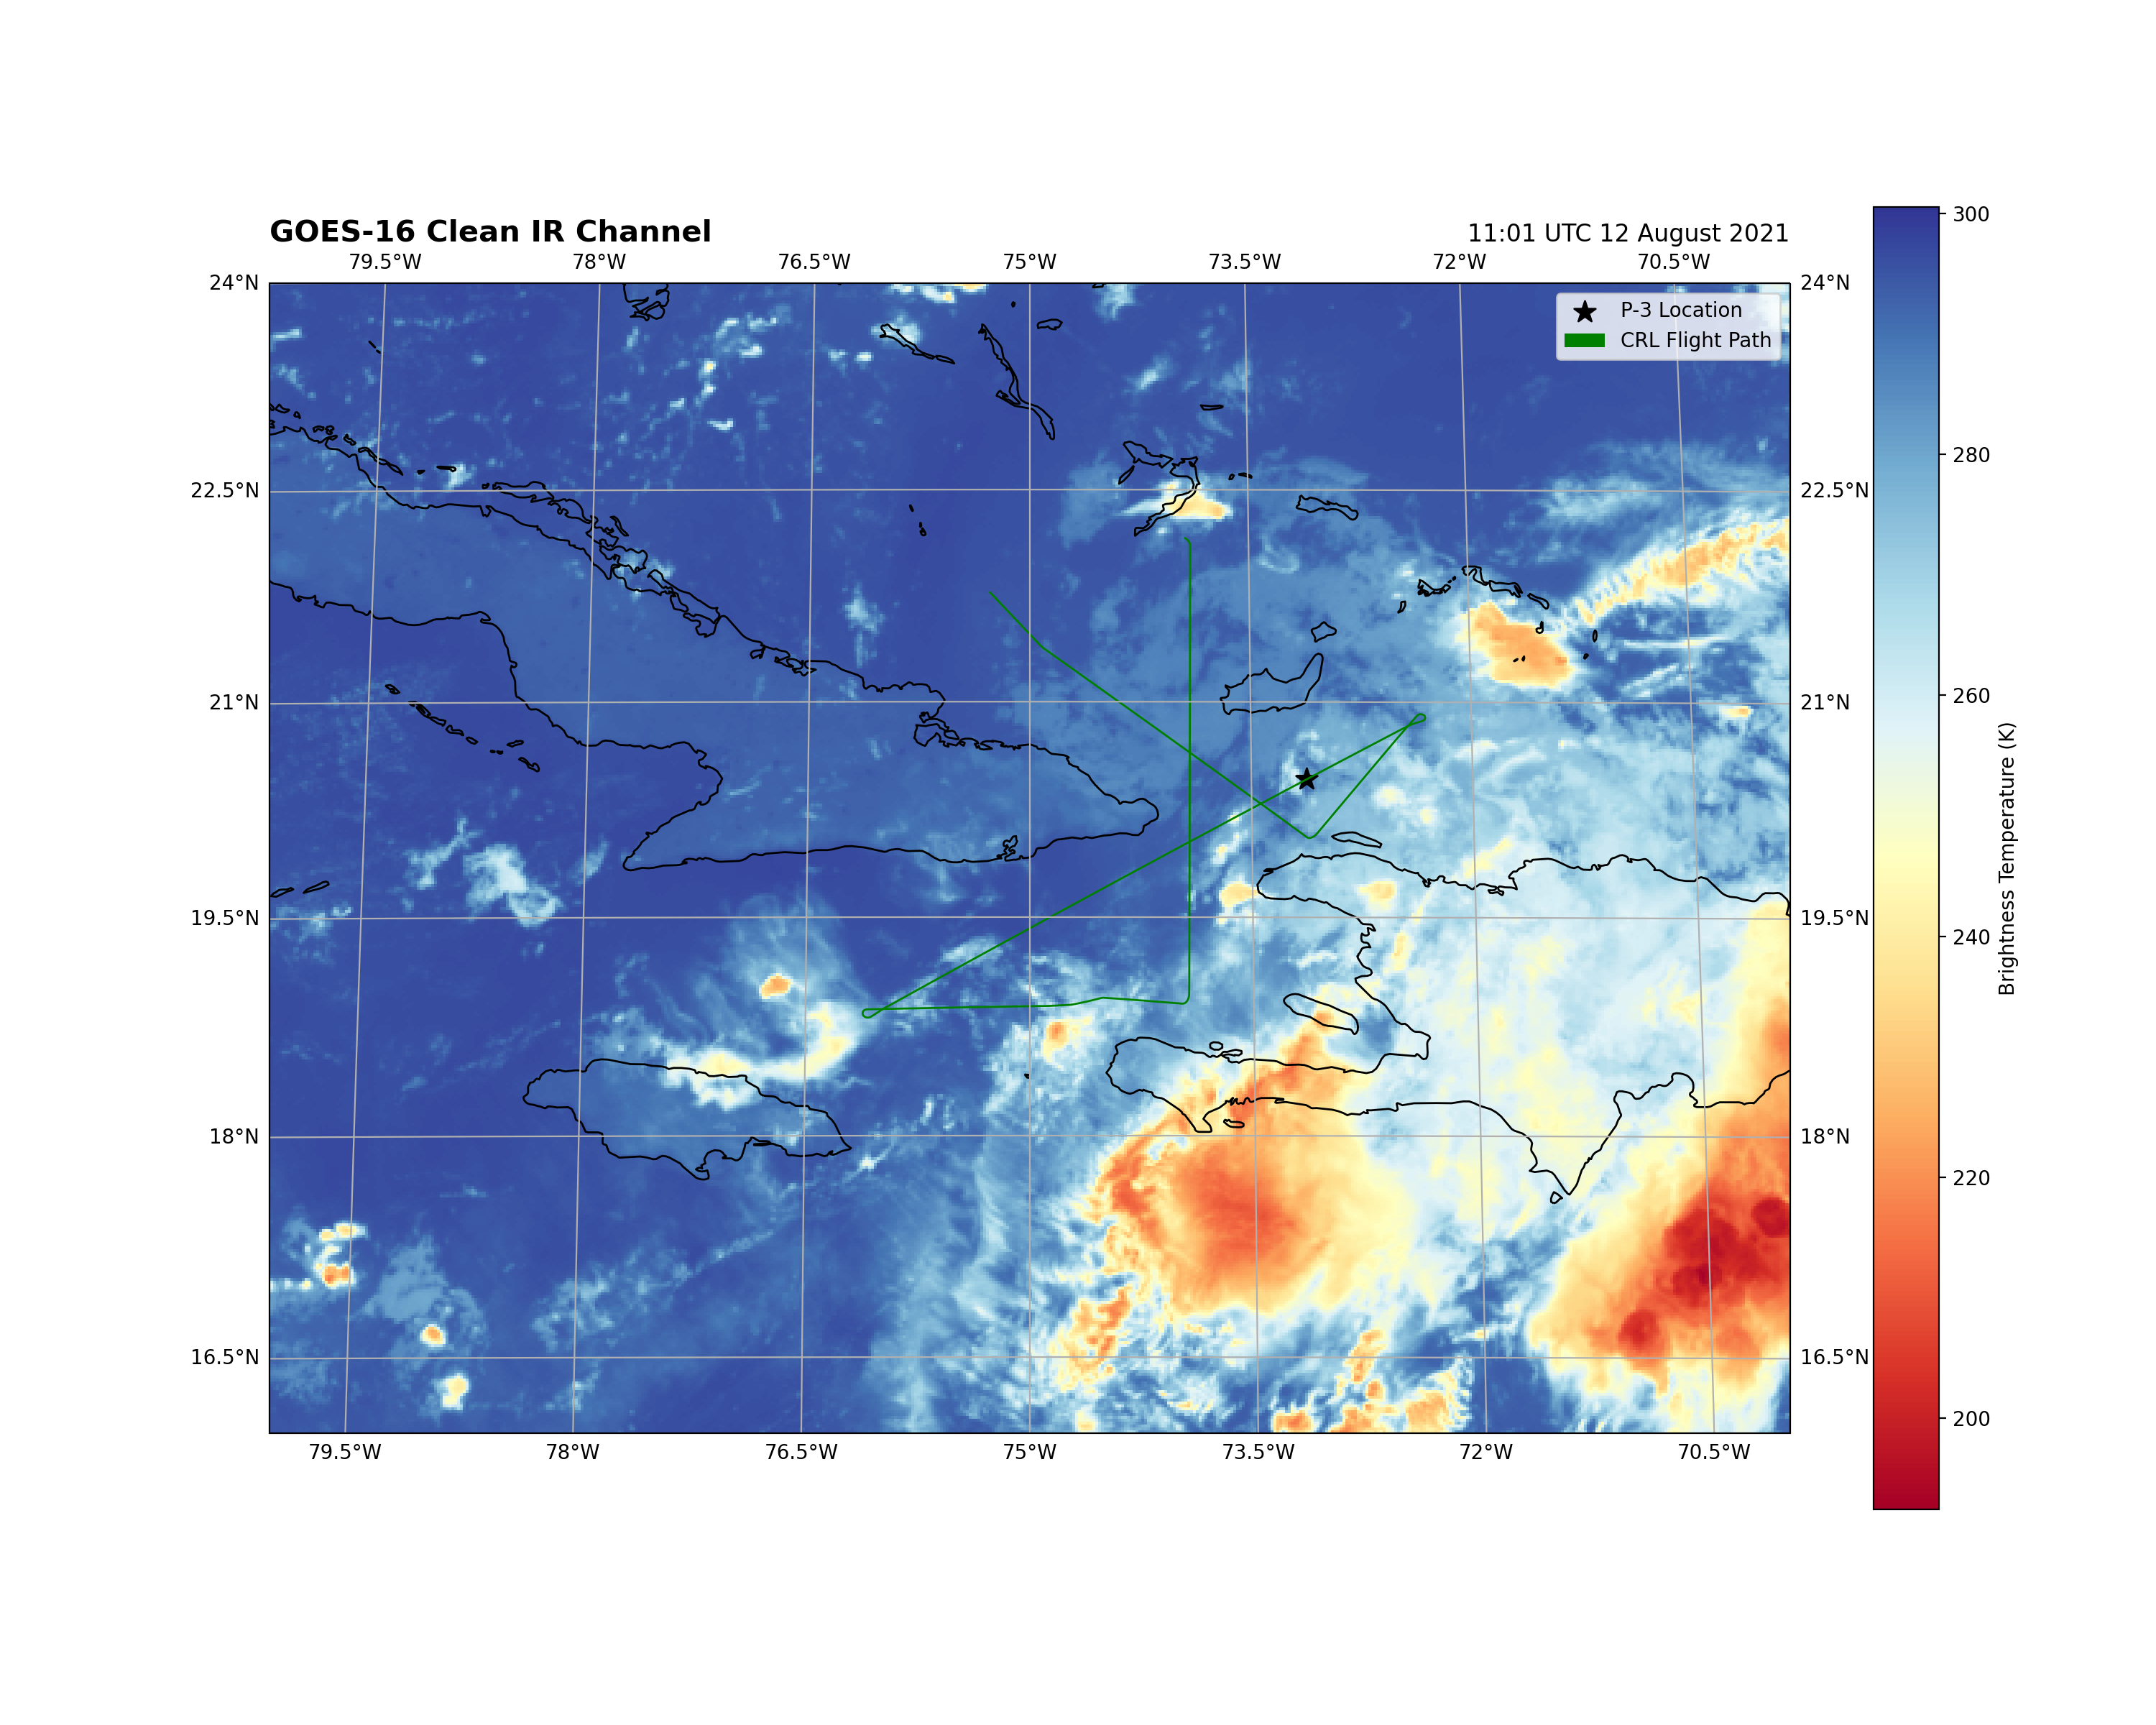 GOES-16 Clean IR Channel
11:01 UTC 12 August 2021
79.5°W 78°W 76.5°W 75°W 73.5°W 72°W 70.5°W
24°N 24°N
P-3 Location
CRL Flight Path
22.5°N 22.5°N
21°N 21°N
19.5°N 19.5°N
18°N 18°N
16.5°N 16.5°N
79.5°W 78°W 76.5°W 75°W 73.5°W 72°W 70.5°W
300
280
260
240
220
200
Brightness Temperature (K)